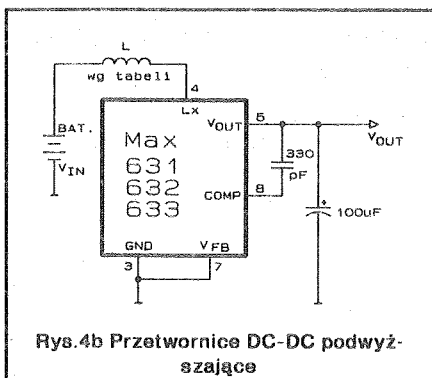 L
wg tabeli
4
LX
BAT.
VIN
Max
631
632
633
VOUT
5
VOUT
330
pF
COMP
8
100uF
GND
VFB
3
7
Rys.4b Przetwornice DC-DC podwyż-
szające